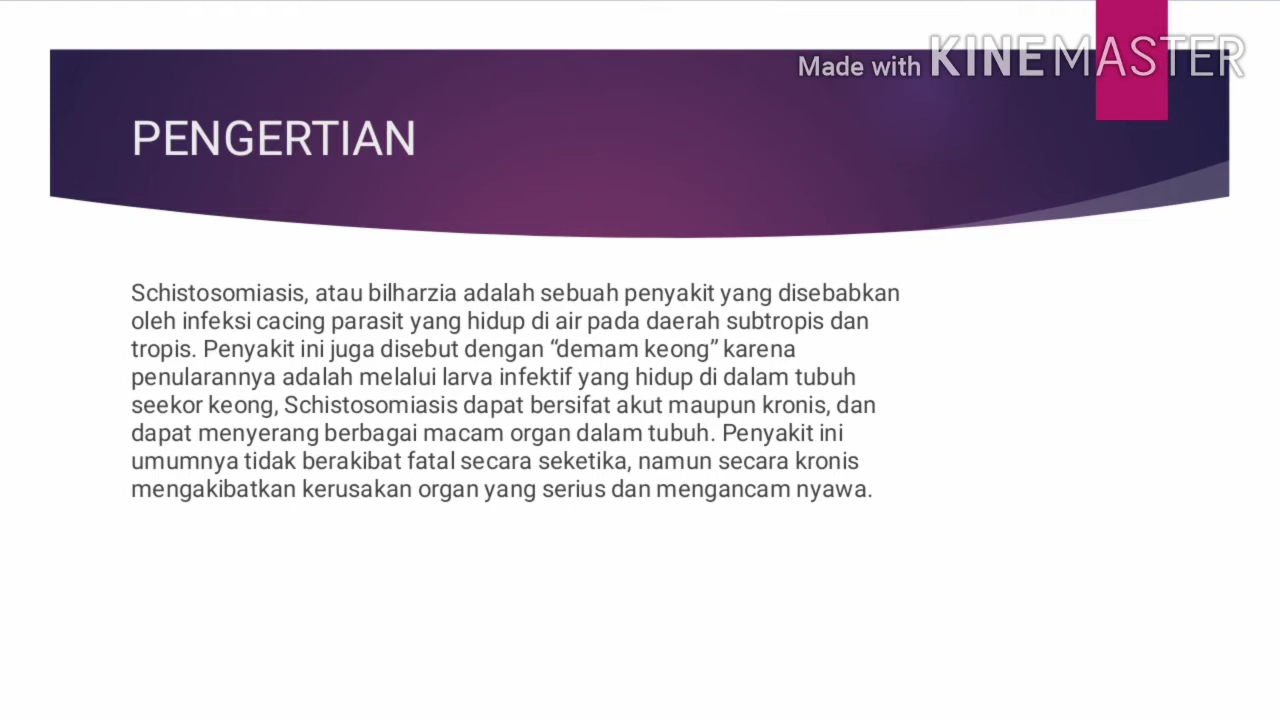 Made with KINEMASTER
PENGERTIAN
Schistosomiasis, atau bilharzia adalah sebuah penyakit yang disebabkan
oleh infeksi cacing parasit yang hidup di air pada daerah subtropis dan
tropis. Penyakit ini juga disebut dengan “demam keong” karena
penularannya adalah melalui larva infektif yang hidup di dalam tubuh
seekor keong, Schistosomiasis dapat bersifat akut maupun kronis, dan
dapat menyerang berbagai macam organ dalam tubuh. Penyakit ini
umumnya tidak berakibat fatal secara seketika, namun secara kronis
mengakibatkan kerusakan organ yang serius dan mengancam nyawa.